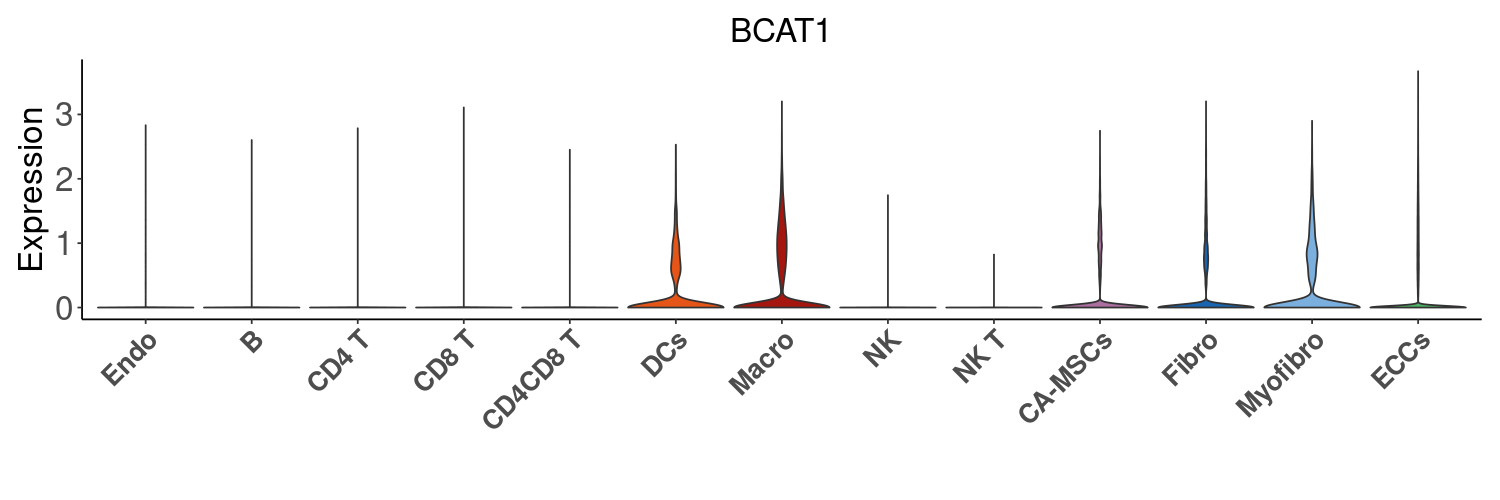 BCAT1
Expression
3
2
1
0
Endo
B
CD4 T
CD8 T
CD4CD8 T
DCs
Macro
NK
NK T
CA-MSCs
Fibro
Myofibro
ECCs